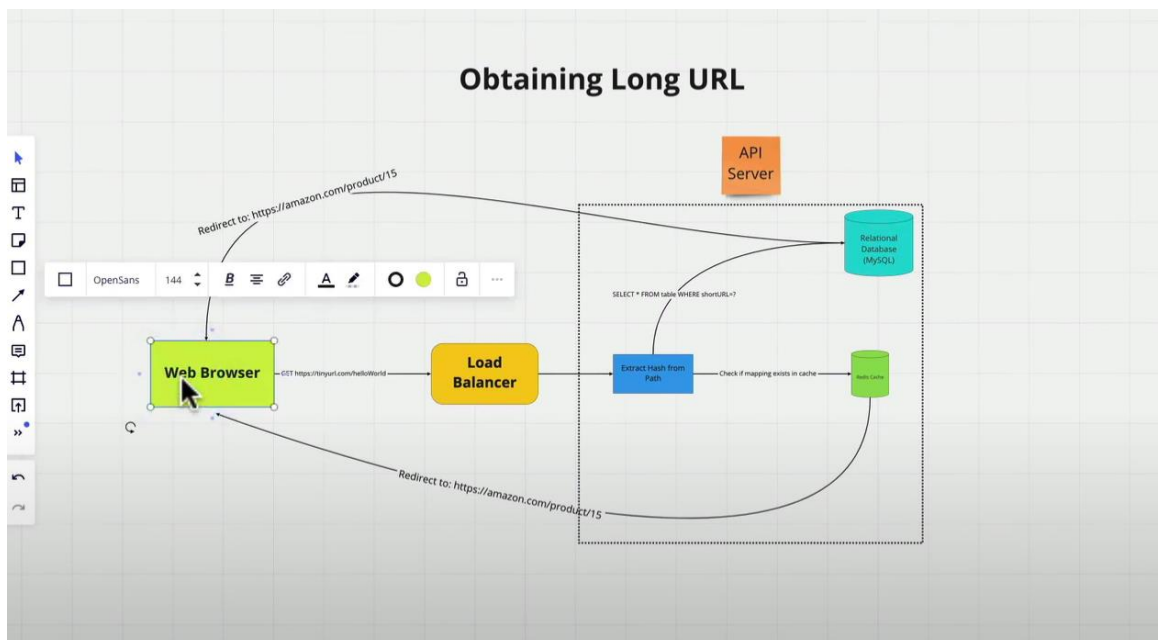 Obtaining Long URL
API
Server
Redirect to: https://amazon.com/product/15
Relational
Database
(MySQL)
OpenSans
144
B
A
SELECT * FROM table WHERE shortURL=?
Web Browser
GET https://tinyurl.com/helloWorld
Load
Balancer
Extract Hash from
Path
Check if mapping exists in cache
Redis Cache
Redirect to: https://amazon.com/product/15